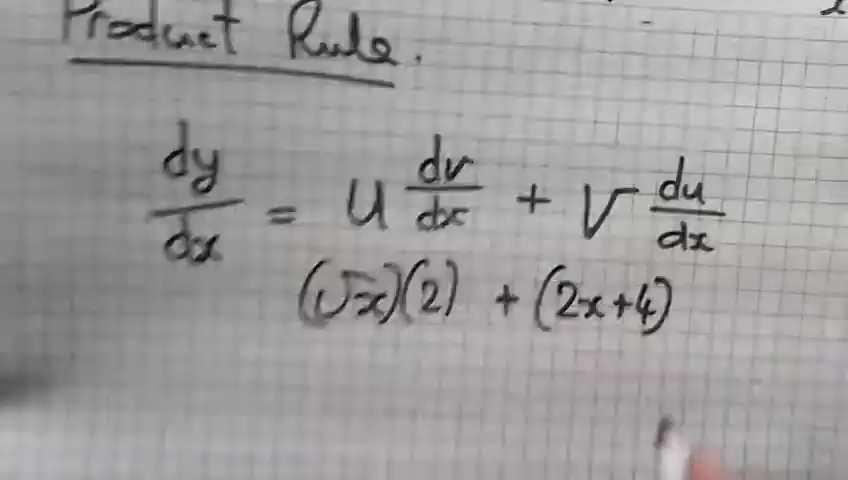 Product Rule.
dy/dx = u dv/dx + v du/dx
(√x)(2) + (2x+4)